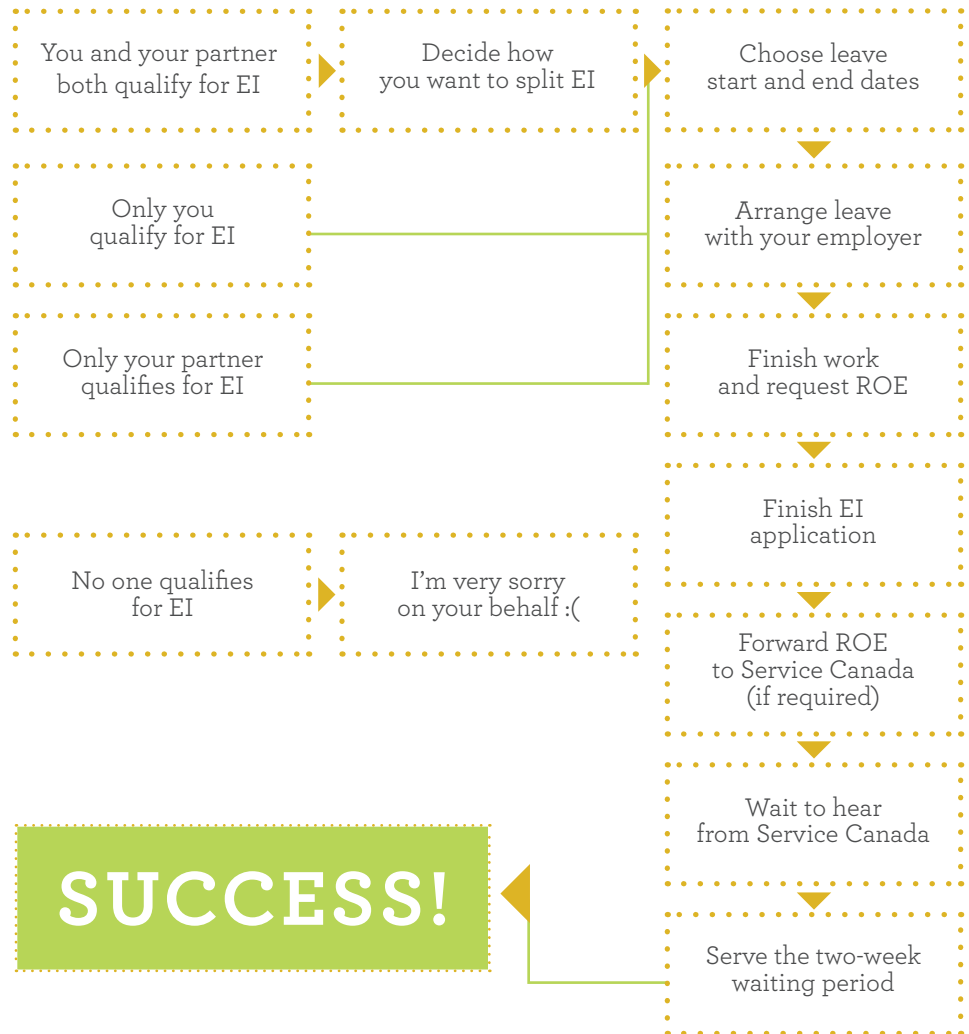 You and your partner
both qualify for EI
Decide how
you want to split EI
Choose leave
start and end dates
Only you
qualify for EI
Arrange leave
with your employer
Only your partner
qualifies for EI
Finish work
and request ROE
Finish EI
application
No one qualifies
for EI
I'm very sorry
on your behalf :(
Forward ROE
to Service Canada
(if required)
Wait to hear
from Service Canada
Serve the two-week
waiting period
SUCCESS!